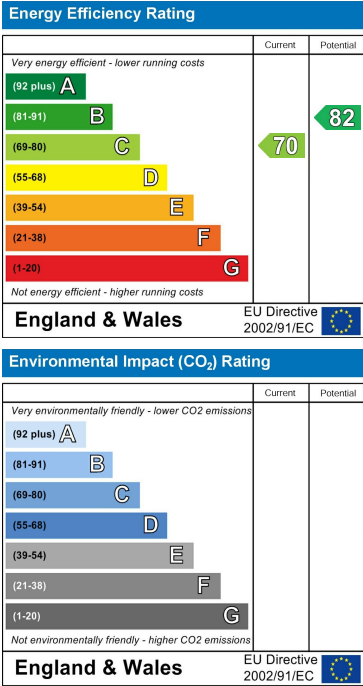 Energy Efficiency Rating
Current Potential
Very energy efficient - lower running costs
(92 plus) A
(81-91) B
82
(69-80) C
70
(55-68) D
(39-54) E
(21-38) F
(1-20) G
Not energy efficient - higher running costs
England & Wales
EU Directive
2002/91/EC
Environmental Impact (CO₂) Rating
Current Potential
Very environmentally friendly - lower CO2 emissions
(92 plus) A
(81-91) B
(69-80) C
(55-68) D
(39-54) E
(21-38) F
(1-20) G
Not environmentally friendly - higher CO2 emissions
England & Wales
EU Directive
2002/91/EC